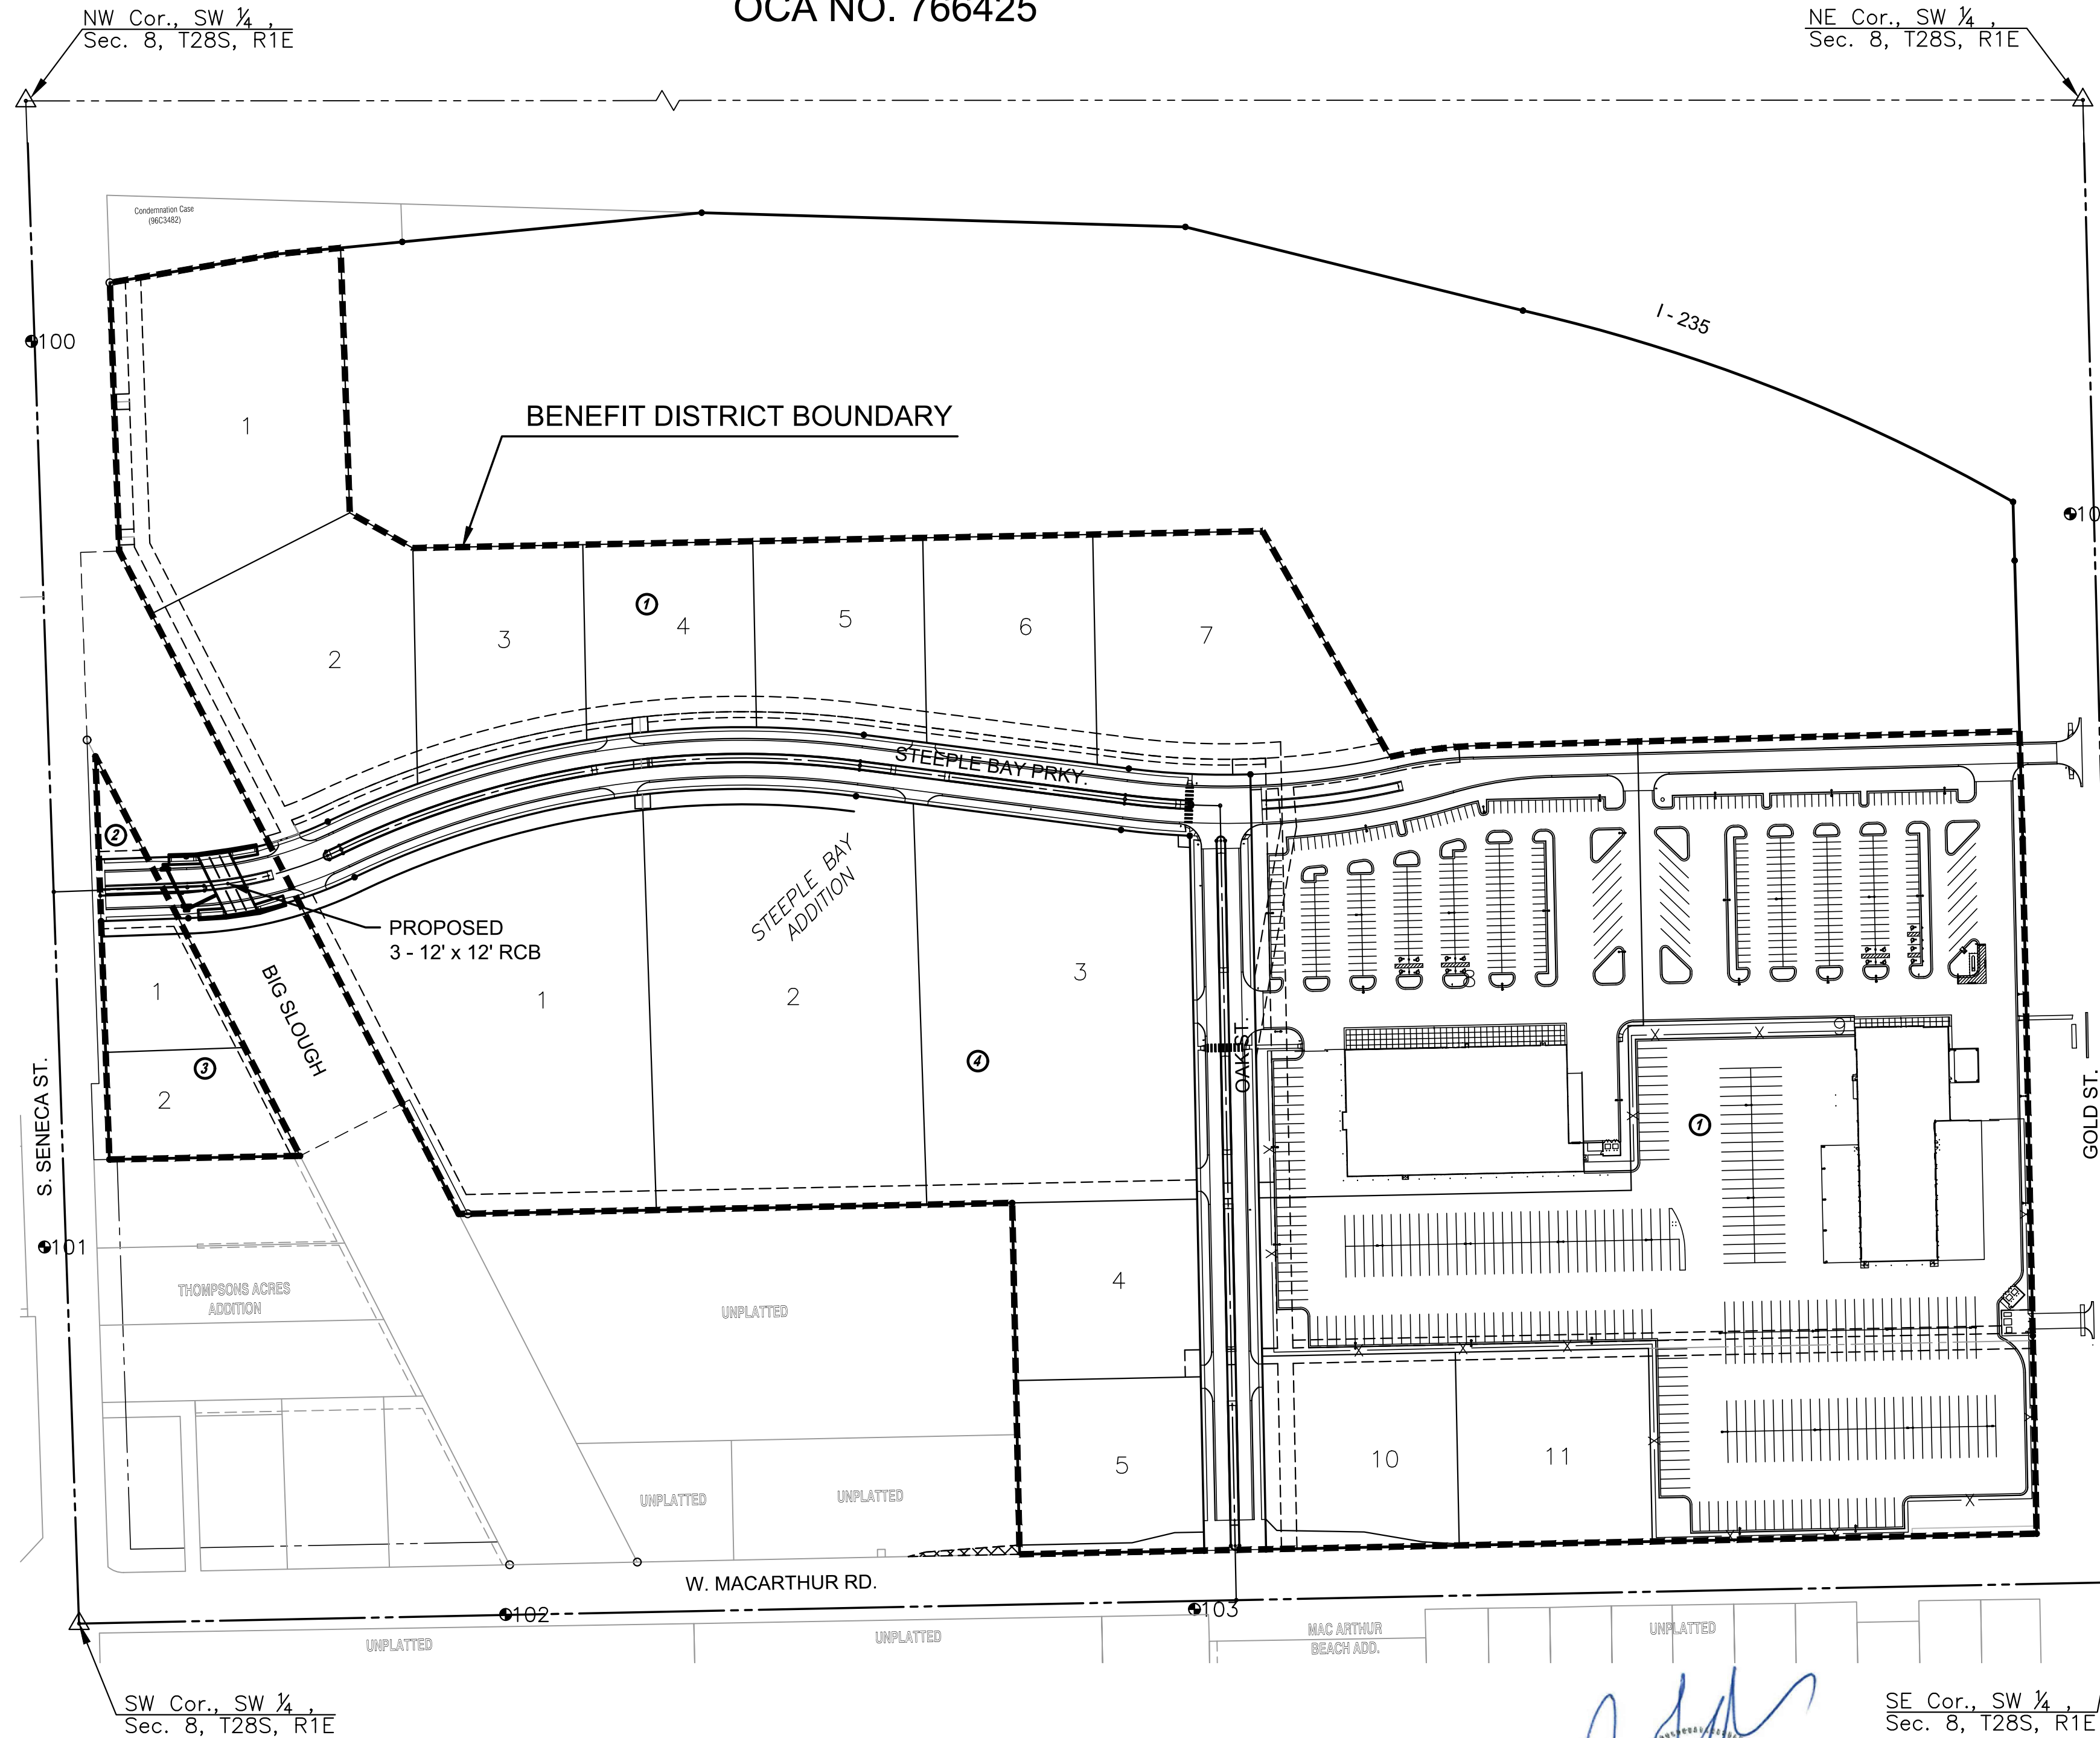 OCA NO. 766425
NW Cor., SW ¼ ,
Sec. 8, T28S, R1E
NE Cor., SW ¼ ,
Sec. 8, T28S, R1E
Condemnation Case
(96C3482)
I - 235
100
10
1
BENEFIT DISTRICT BOUNDARY
1
2
3
4
5
6
7
STEEPLE BAY PRKY.
2
STEEPLE BAY
ADDITION
PROPOSED
3 - 12' x 12' RCB
BIG SLOUGH
1
2
3
1
2
3
4
8
9
1
OAK ST.
S. SENECA ST.
GOLD ST.
101
THOMPSONS ACRES
ADDITION
UNPLATTED
4
5
10
11
UNPLATTED
UNPLATTED
W. MACARTHUR RD.
102
103
UNPLATTED
UNPLATTED
MAC ARTHUR
BEACH ADD.
UNPLATTED
SW Cor., SW ¼ ,
Sec. 8, T28S, R1E
SE Cor., SW ¼ ,
Sec. 8, T28S, R1E